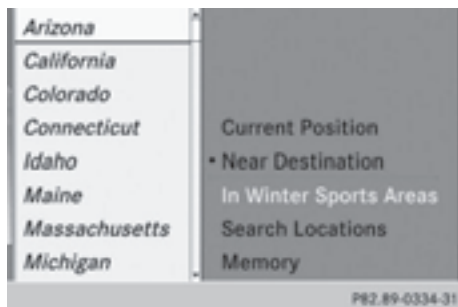 Arizona
California
Colorado
Connecticut
Idaho
Maine
Massachusetts
Michigan
Current Position
• Near Destination
In Winter Sports Areas
Search Locations
Memory
P82.89-0334-31